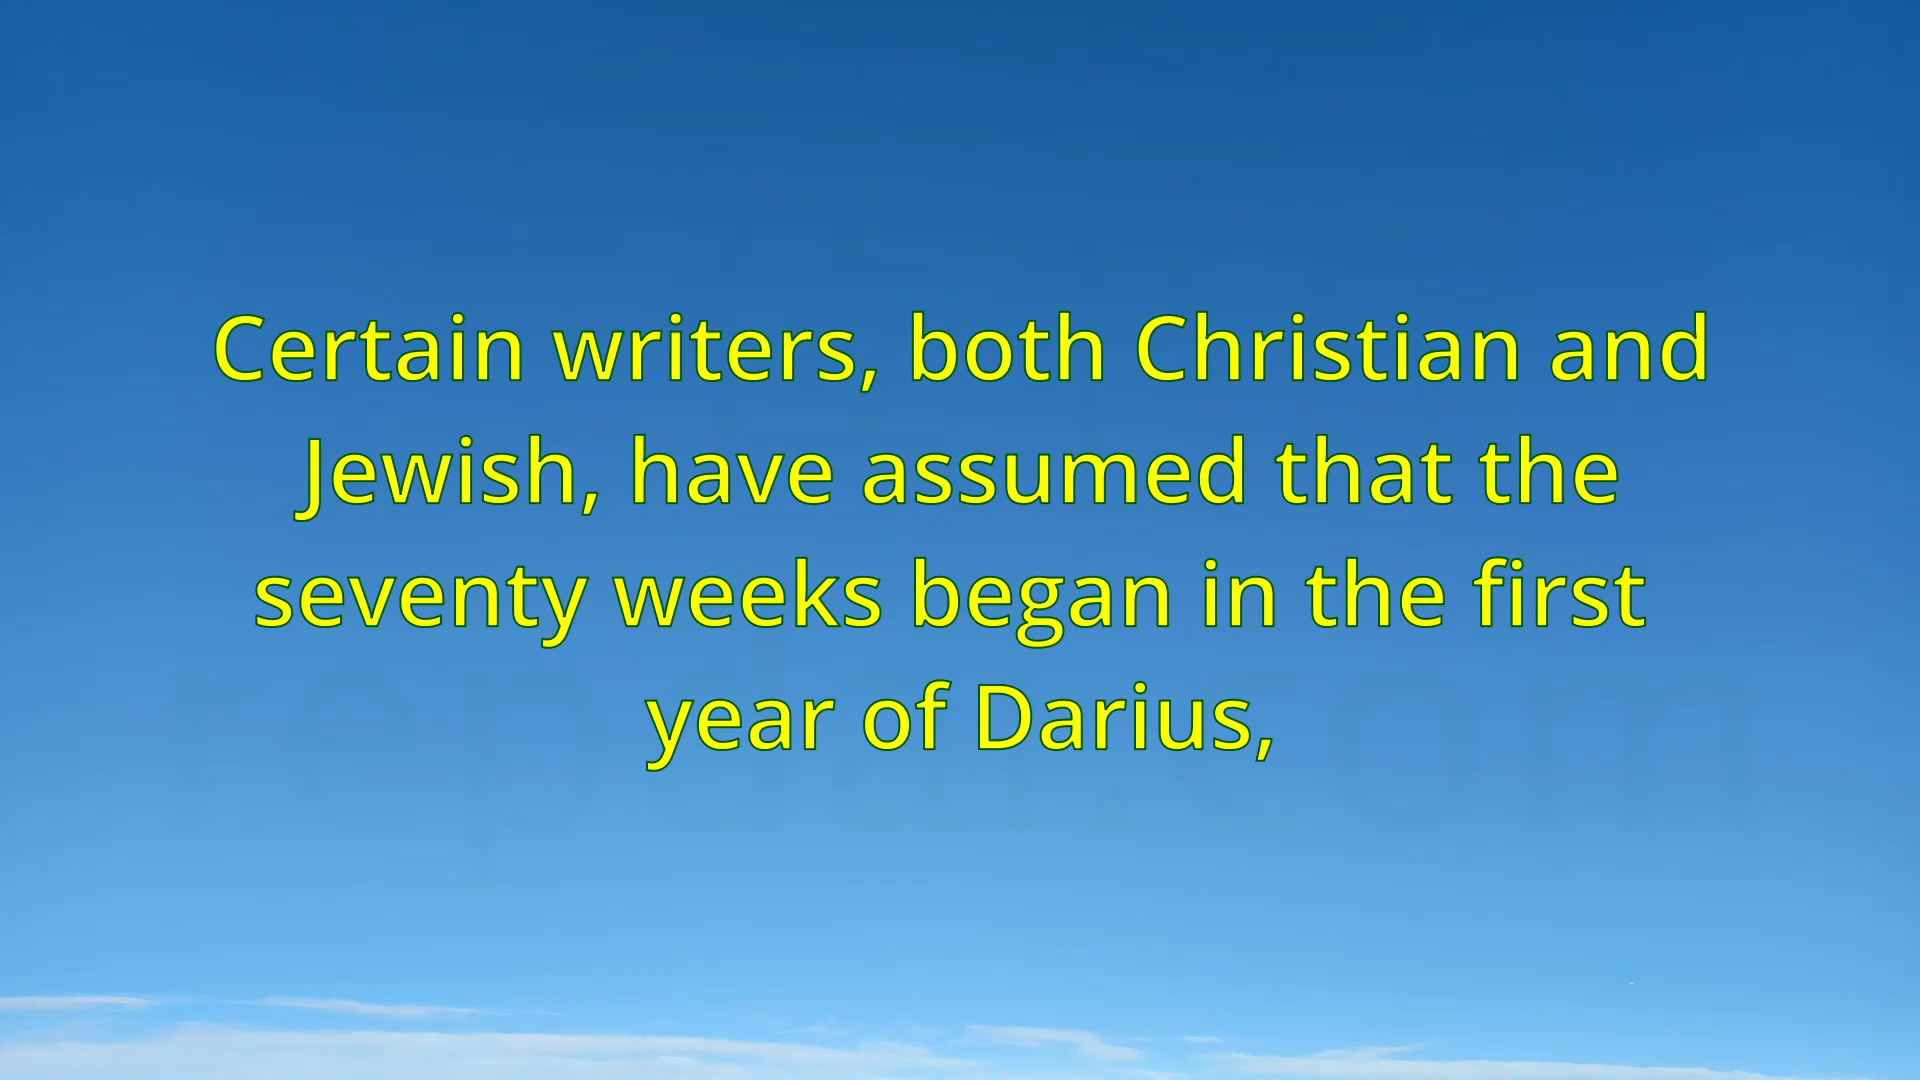 Certain writers, both Christian and
Jewish, have assumed that the
seventy weeks began in the first
year of Darius,